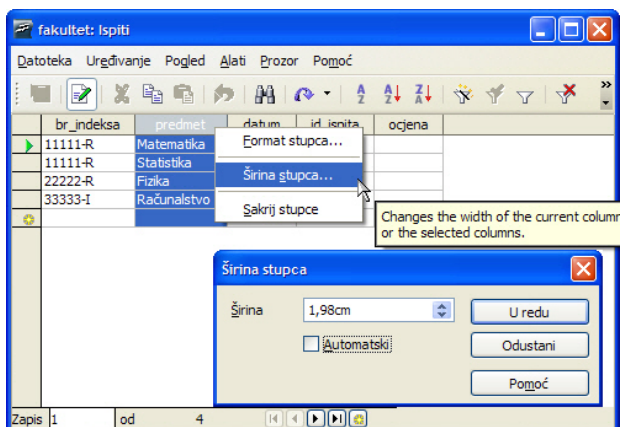 fakultet: Ispiti
Datoteka Uređivanje Pogled Alati Prozor Pomoć
br_indeksa predmet datum id_ispita ocjena
11111-R Matematika
11111-R Statistika
22222-R Fizika
33333-I Računalstvo
Format stupca...
Širina stupca...
Sakrij stupce
Changes the width of the current column
or the selected columns.
Širina stupca
Širina 1,98cm U redu
Automatski Odustani
Pomoć
Zapis 1 od 4